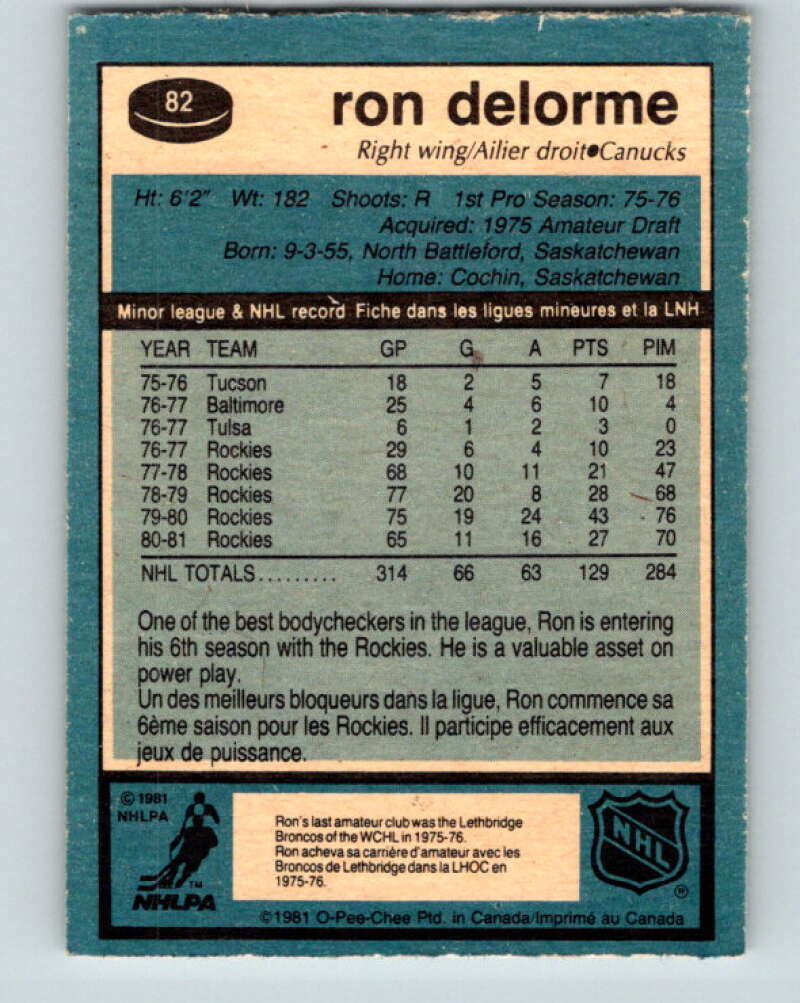 82
ron delorme
Right wing/Ailier droit•Canucks
Ht: 6'2" Wt: 182 Shoots: R 1st Pro Season: 75-76
Acquired: 1975 Amateur Draft
Born: 9-3-55, North Battleford, Saskatchewan
Home: Cochin, Saskatchewan
Minor league & NHL record Fiche dans les ligues mineures et la LNH
YEAR TEAM GP G A PTS PIM
75-76 Tucson 18 2 5 7 18
76-77 Baltimore 25 4 6 10 4
76-77 Tulsa 6 1 2 3 0
76-77 Rockies 29 6 4 10 23
77-78 Rockies 68 10 11 21 47
78-79 Rockies 77 20 8 28 68
79-80 Rockies 75 19 24 43 76
80-81 Rockies 65 11 16 27 70
NHL TOTALS......... 314 66 63 129 284
One of the best bodycheckers in the league, Ron is entering
his 6th season with the Rockies. He is a valuable asset on
power play.
Un des meilleurs bloqueurs dans la ligue, Ron commence sa
6ème saison pour les Rockies. Il participe efficacement aux
jeux de puissance.
© 1981
NHLPA
TM
NHLPA
Ron's last amateur club was the Lethbridge
Broncos of the WCHL in 1975-76.
Ron acheva sa carrière d'amateur avec les
Broncos de Lethbridge dans la LHOC en
1975-76.
NHL
®
©1981 O-Pee-Chee Ptd. in Canada/Imprimé au Canada